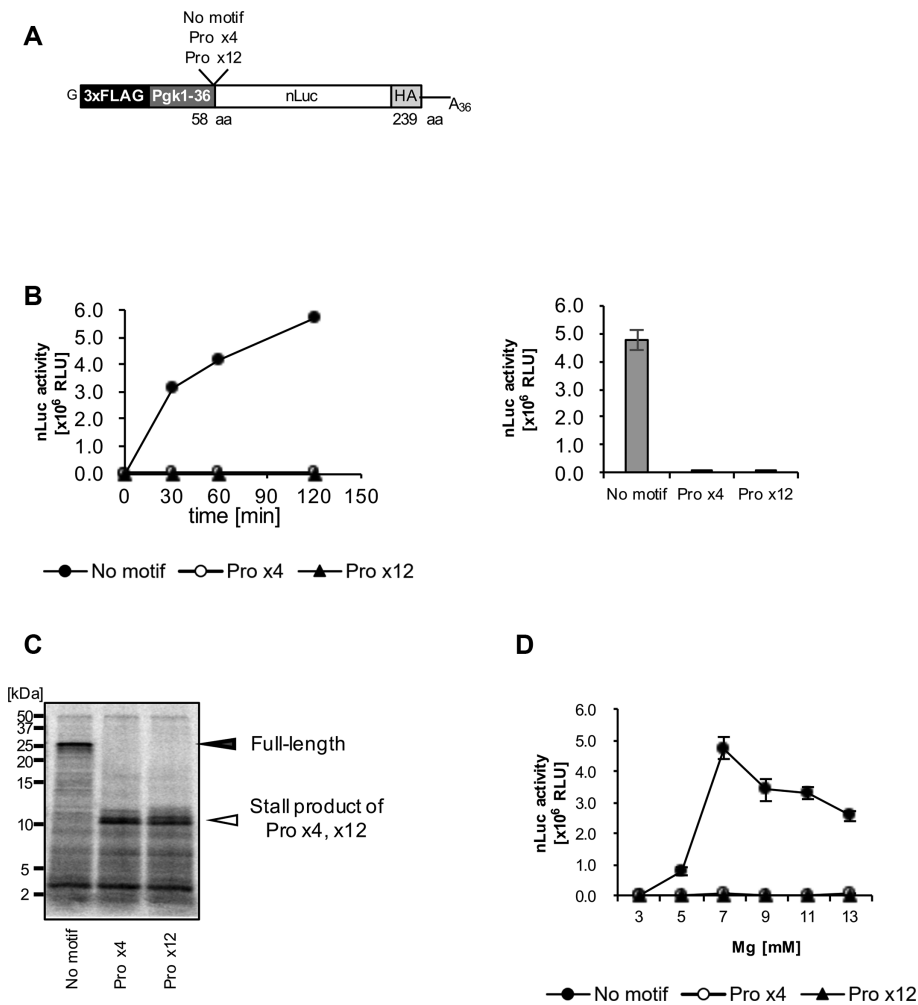 A
No motif
Pro x4
Pro x12
G 3xFLAG Pgk1-36 nLuc HA A36
58 aa 239 aa
B
nLuc activity
[x10⁶ RLU]
6.0
5.0
4.0
3.0
2.0
1.0
0.0
0 30 60 90 120 150
time [min]
No motif Pro x4 Pro x12
nLuc activity
[x10⁶ RLU]
6.0
5.0
4.0
3.0
2.0
1.0
0.0
No motif Pro x4 Pro x12
C
[kDa]
50
37
25
20
15
10
5
2
Full-length
Stall product of
Pro x4, x12
No motif
Pro x4
Pro x12
D
nLuc activity
[x10⁶ RLU]
6.0
5.0
4.0
3.0
2.0
1.0
0.0
3 5 7 9 11 13
Mg [mM]
No motif Pro x4 Pro x12